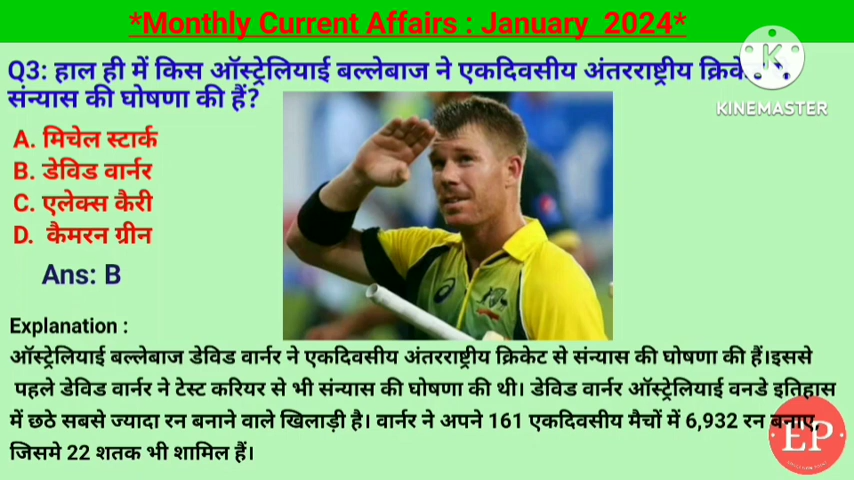 *Monthly Current Affairs : January 2024*
Q3: हाल ही में किस ऑस्ट्रेलियाई बल्लेबाज ने एकदिवसीय अंतरराष्ट्रीय
संन्यास की घोषणा की हैं?
KINEMASTER
A. मिचेल स्टार्क
B. डेविड वार्नर
C. एलेक्स कैरी
D. कैमरन ग्रीन
Ans: B
Explanation :
ऑस्ट्रेलियाई बल्लेबाज डेविड वार्नर ने एकदिवसीय अंतरराष्ट्रीय क्रिकेट से संन्यास की घोषणा की हैं।इससे
पहले डेविड वार्नर ने टेस्ट करियर से भी संन्यास की घोषणा की थी। डेविड वार्नर ऑस्ट्रेलियाई वनडे इतिहास
में छठे सबसे ज्यादा रन बनाने वाले खिलाड़ी है। वार्नर ने अपने 161 एकदिवसीय मैचों में 6,932 रन बनाए,
जिसमे 22 शतक भी शामिल हैं।
EP